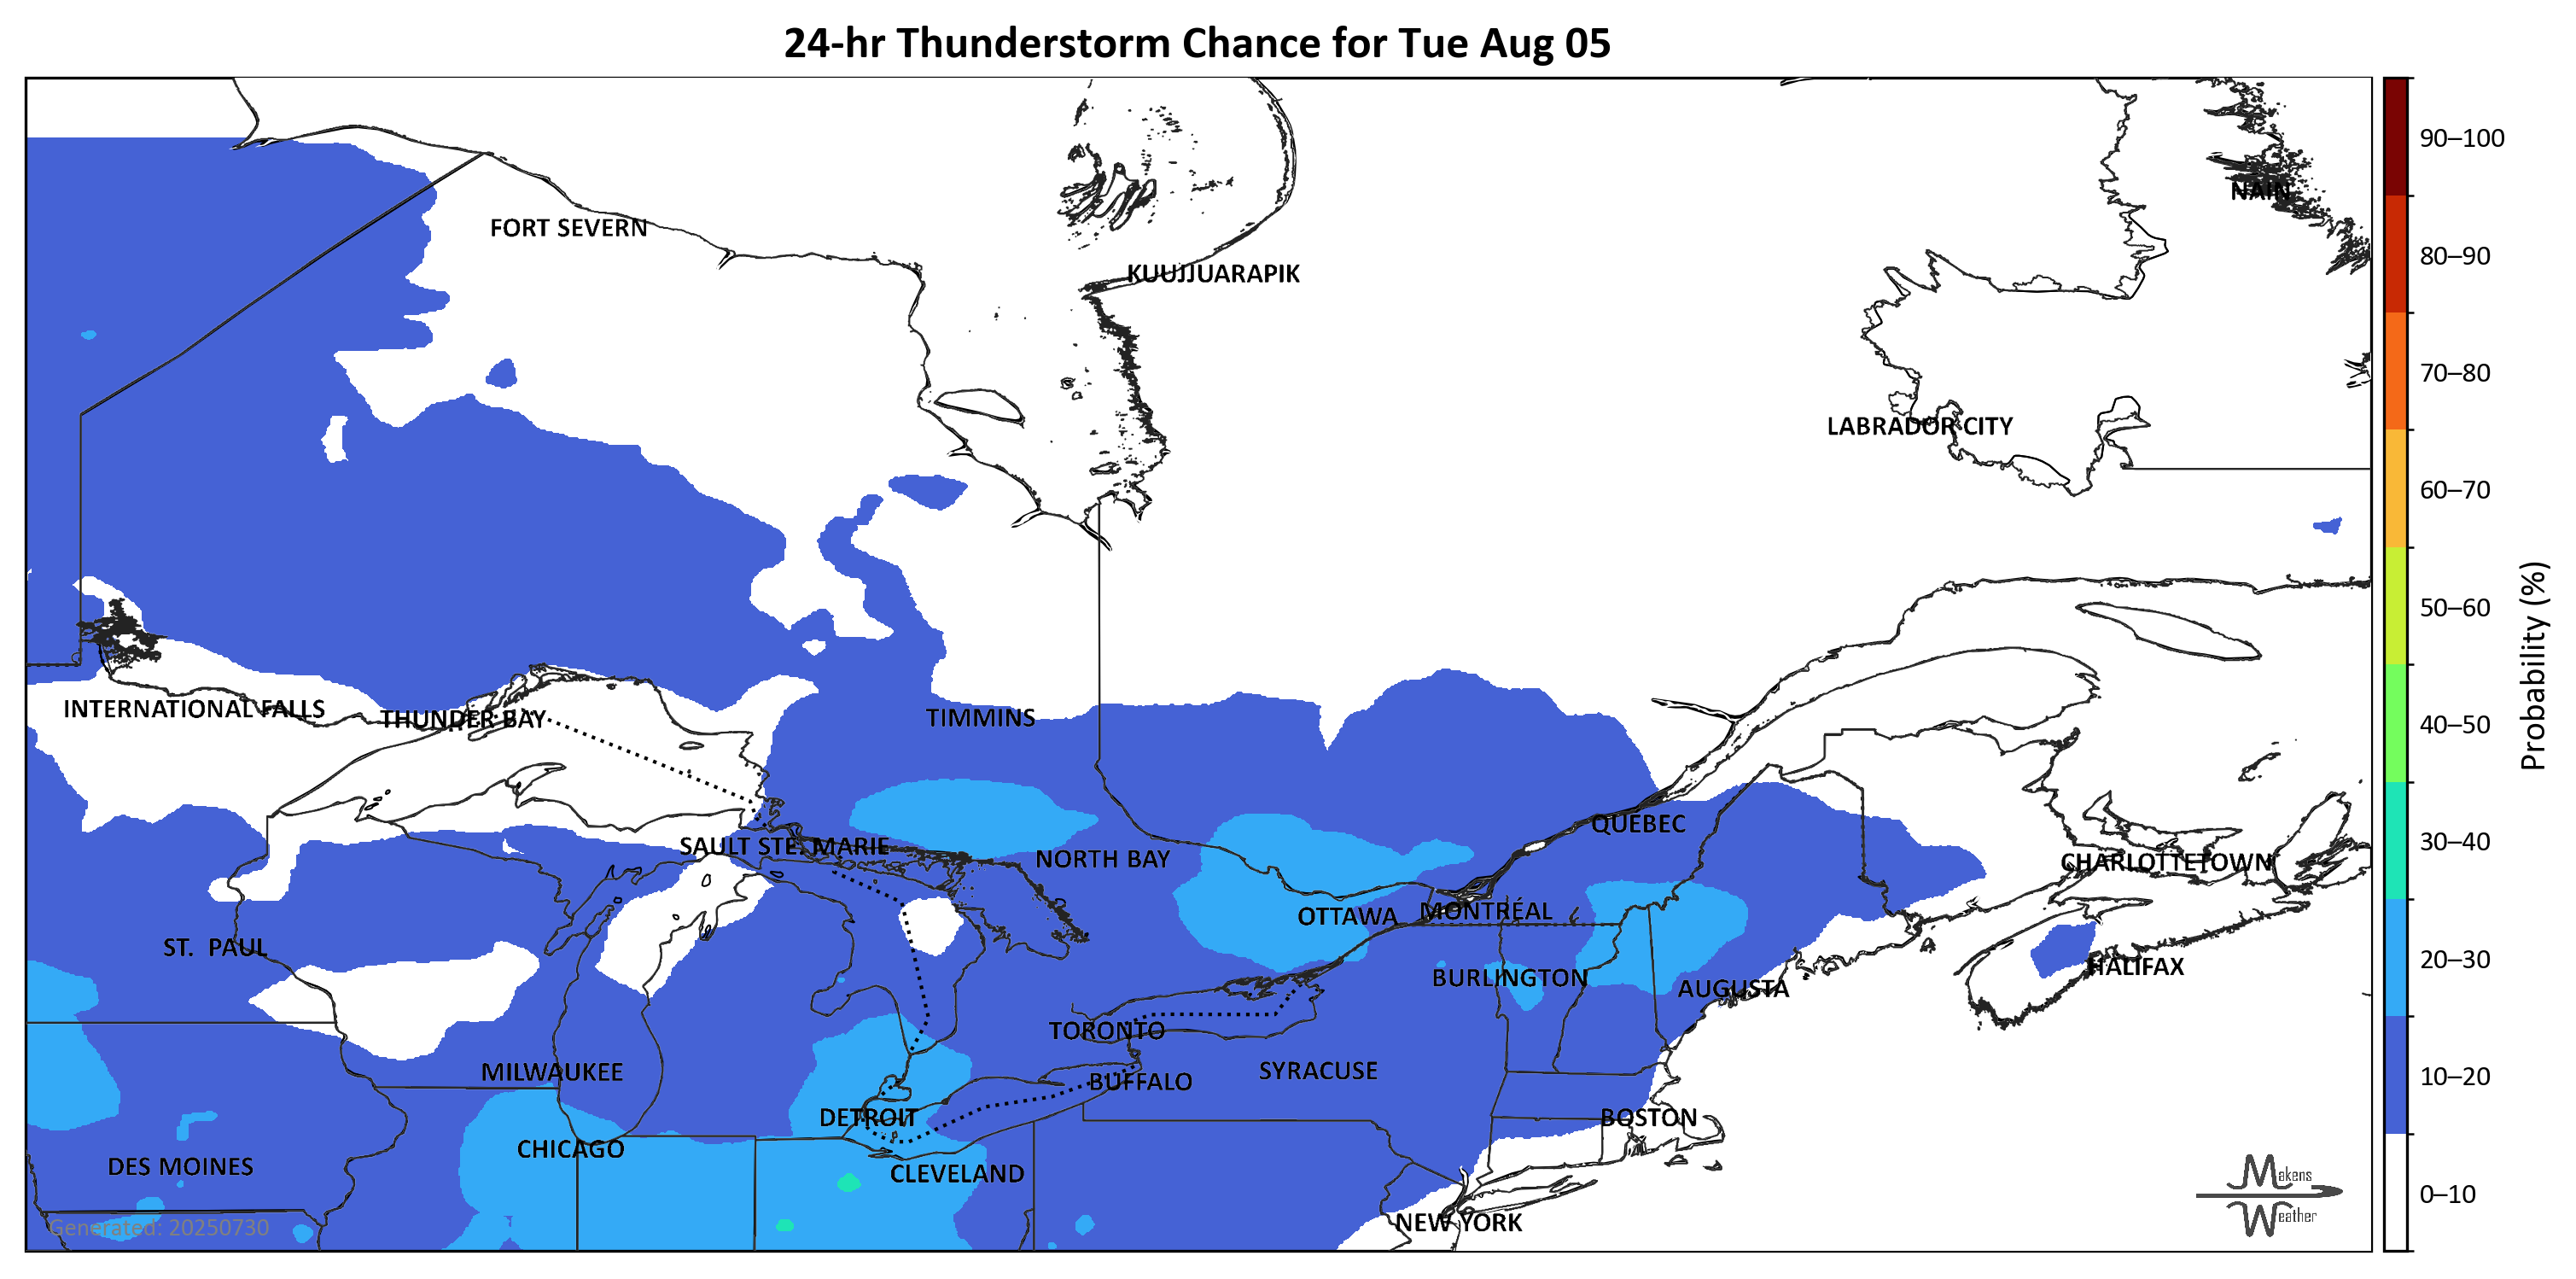 24-hr Thunderstorm Chance for Tue Aug 05
90–100
NAIN
FORT SEVERN
80–90
KUUJJUARAPIK
70–80
LABRADOR CITY
60–70
50–60
Probability (%)
INTERNATIONAL FALLS
THUNDER BAY
TIMMINS
40–50
QUEBEC
SAULT STE. MARIE
NORTH BAY
CHARLOTTETOWN
30–40
OTTAWA
MONTRÉAL
ST. PAUL
BURLINGTON
AUGUSTA
HALIFAX
20–30
TORONTO
MILWAUKEE
BUFFALO
SYRACUSE
10–20
DETROIT
BOSTON
CHICAGO
DES MOINES
CLEVELAND
Makens
Weather
0–10
Generated: 20250730
NEW YORK